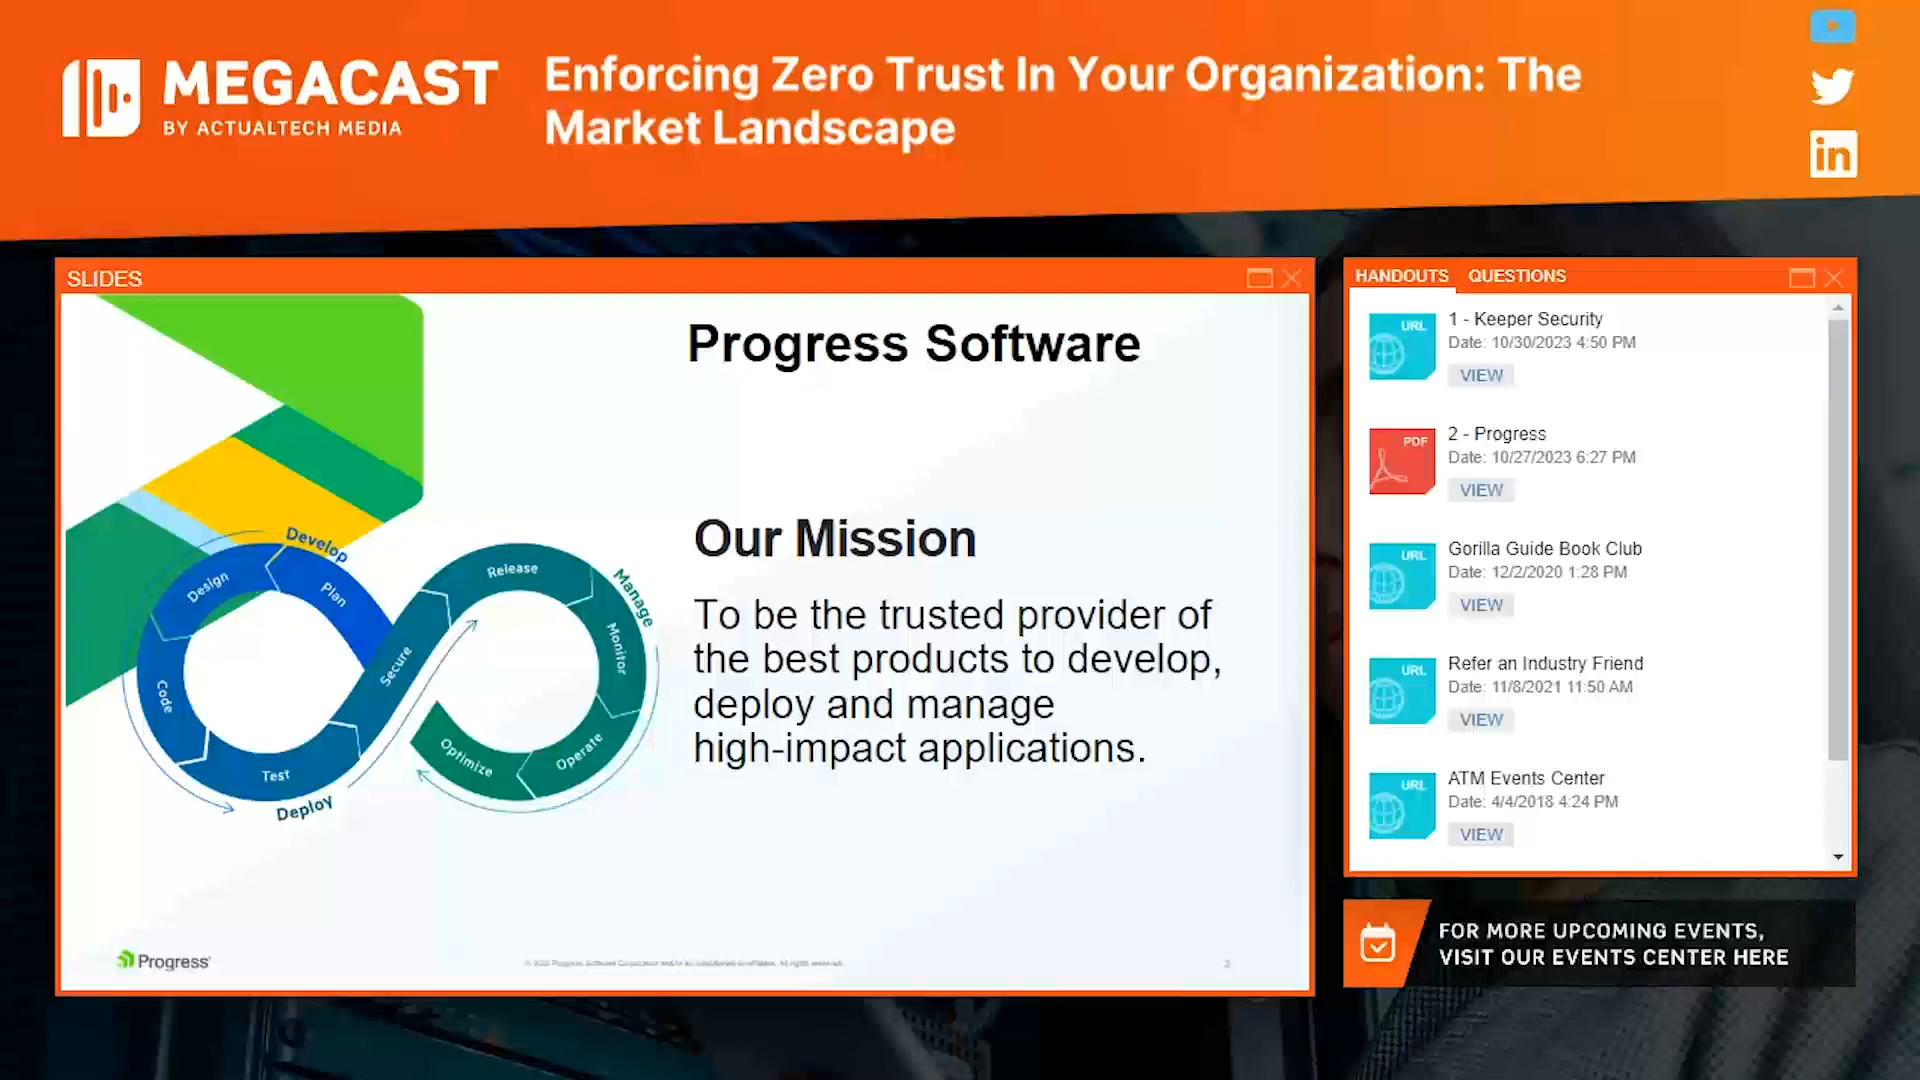 MEGACAST
BY ACTUALTECH MEDIA
Enforcing Zero Trust In Your Organization: The
Market Landscape
in
SLIDES
Progress Software
Our Mission
To be the trusted provider of
the best products to develop,
deploy and manage
high-impact applications.
Develop
Design
Plan
Code
Test
Deploy
Secure
Release
Manage
Monitor
Operate
Optimize
Progress
2
HANDOUTS QUESTIONS
URL
1 - Keeper Security
Date: 10/30/2023 4:50 PM
VIEW
PDF
2 - Progress
Date: 10/27/2023 6:27 PM
VIEW
URL
Gorilla Guide Book Club
Date: 12/2/2020 1:28 PM
VIEW
URL
Refer an Industry Friend
Date: 11/8/2021 11:50 AM
VIEW
URL
ATM Events Center
Date: 4/4/2018 4:24 PM
VIEW
FOR MORE UPCOMING EVENTS,
VISIT OUR EVENTS CENTER HERE